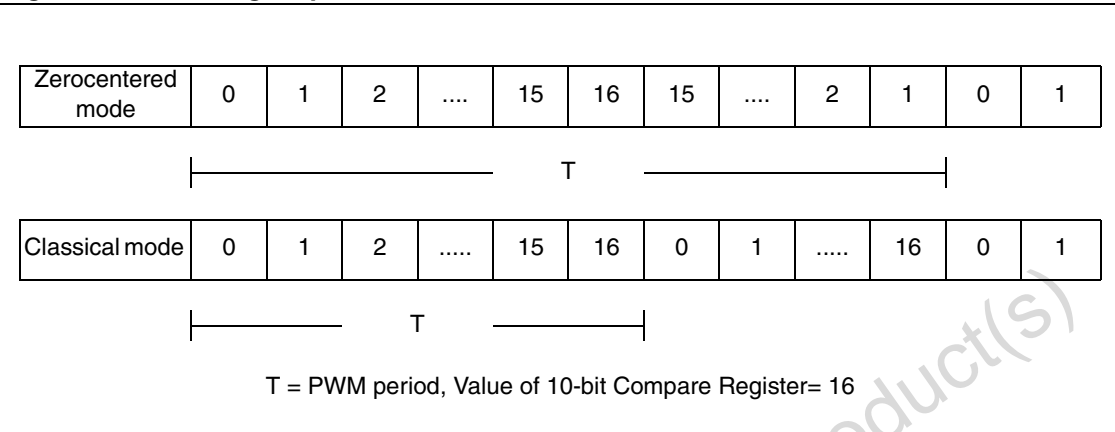 Zerocentered
mode 0 1 2 .... 15 16 15 .... 2 1 0 1
T
Classical mode 0 1 2 ..... 15 16 0 1 ..... 16 0 1
T
T = PWM period, Value of 10-bit Compare Register= 16